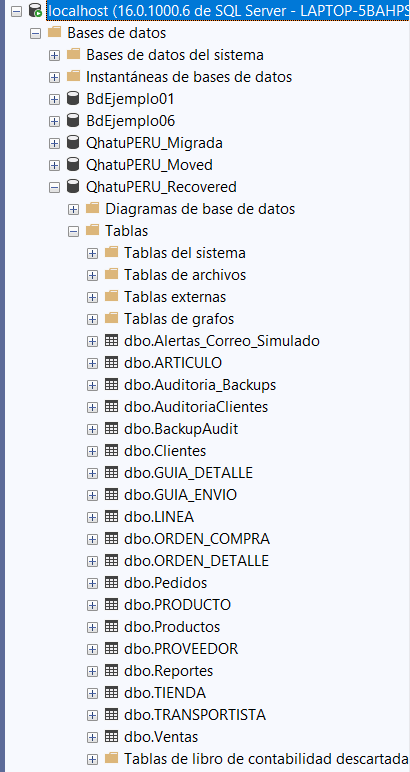 localhost (16.0.1000.6 de SQL Server - LAPTOP-5BAHPS
Bases de datos
Bases de datos del sistema
Instantáneas de bases de datos
BdEjemplo01
BdEjemplo06
QhatuPERU_Migrada
QhatuPERU_Moved
QhatuPERU_Recovered
Diagramas de base de datos
Tablas
Tablas del sistema
Tablas de archivos
Tablas externas
Tablas de grafos
dbo.Alertas_Correo_Simulado
dbo.ARTICULO
dbo.Auditoria_Backups
dbo.AuditoriaClientes
dbo.BackupAudit
dbo.Clientes
dbo.GUIA_DETALLE
dbo.GUIA_ENVIO
dbo.LINEA
dbo.ORDEN_COMPRA
dbo.ORDEN_DETALLE
dbo.Pedidos
dbo.PRODUCTO
dbo.Productos
dbo.PROVEEDOR
dbo.Reportes
dbo.TIENDA
dbo.TRANSPORTISTA
dbo.Ventas
Tablas de libro de contabilidad descartada